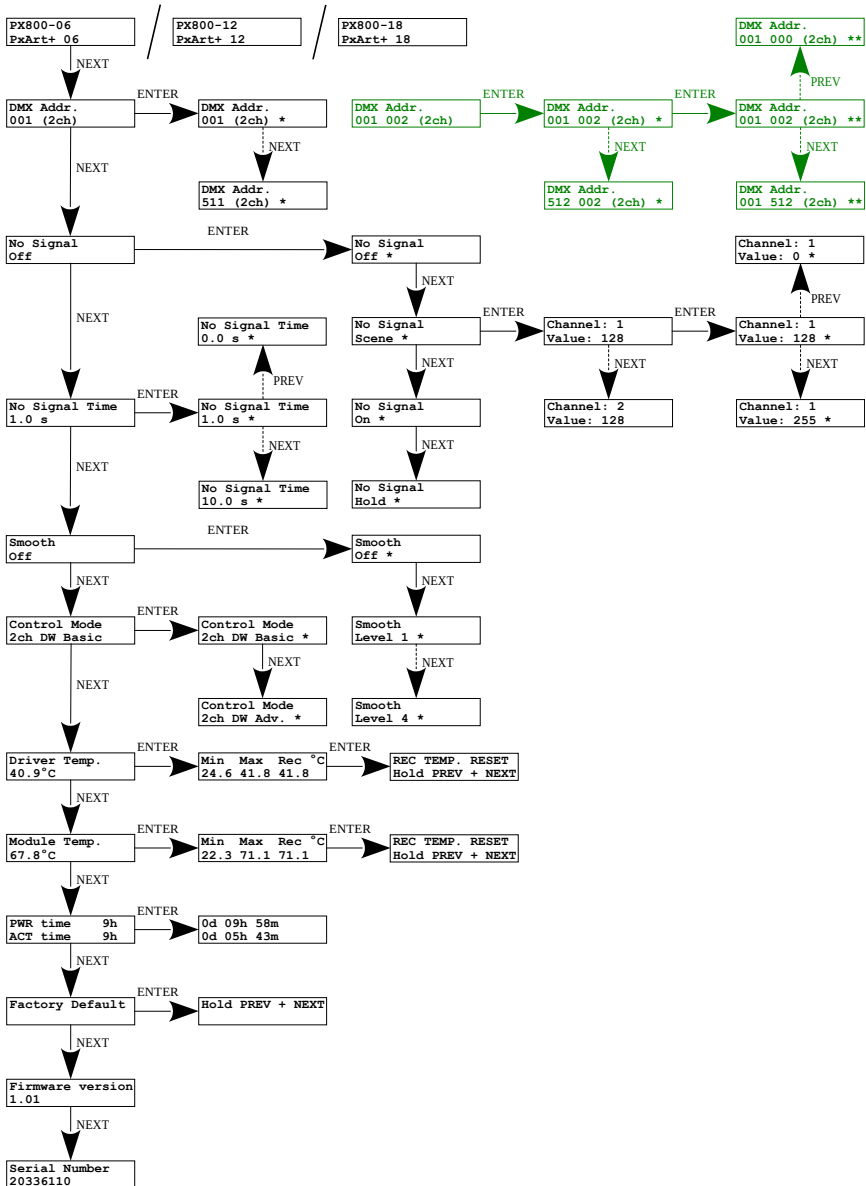 PX800-06
PxArt+ 06
PX800-12
PxArt+ 12
PX800-18
PxArt+ 18
DMX Addr.
001 000 (2ch) **
NEXT
PREV
ENTER
ENTER
ENTER
DMX Addr.
001 (2ch)
DMX Addr.
001 (2ch) *
DMX Addr.
001 002 (2ch)
DMX Addr.
001 002 (2ch) *
DMX Addr.
001 002 (2ch) **
NEXT
NEXT
NEXT
NEXT
DMX Addr.
511 (2ch) *
DMX Addr.
512 002 (2ch) *
DMX Addr.
001 512 (2ch) **
ENTER
No Signal
Off
No Signal
Off *
Channel: 1
Value: 0 *
NEXT
PREV
NEXT
No Signal Time
0.0 s *
ENTER
ENTER
No Signal
Scene *
Channel: 1
Value: 128
Channel: 1
Value: 128 *
PREV
NEXT
NEXT
NEXT
ENTER
No Signal Time
1.0 s
No Signal Time
1.0 s *
No Signal
On *
Channel: 2
Value: 128
Channel: 1
Value: 255 *
NEXT
NEXT
NEXT
No Signal Time
10.0 s *
No Signal
Hold *
ENTER
Smooth
Off
Smooth
Off *
NEXT
NEXT
ENTER
Control Mode
2ch DW Basic
Control Mode
2ch DW Basic *
Smooth
Level 1 *
NEXT
NEXT
NEXT
Control Mode
2ch DW Adv. *
Smooth
Level 4 *
ENTER
ENTER
Driver Temp.
40.9°C
Min Max Rec °C
24.6 41.8 41.8
REC TEMP. RESET
Hold PREV + NEXT
NEXT
ENTER
ENTER
Module Temp.
67.8°C
Min Max Rec °C
22.3 71.1 71.1
REC TEMP. RESET
Hold PREV + NEXT
NEXT
ENTER
PWR time 9h
ACT time 9h
0d 09h 58m
0d 05h 43m
NEXT
ENTER
Factory Default
Hold PREV + NEXT
NEXT
Firmware version
1.01
NEXT
Serial Number
20336110